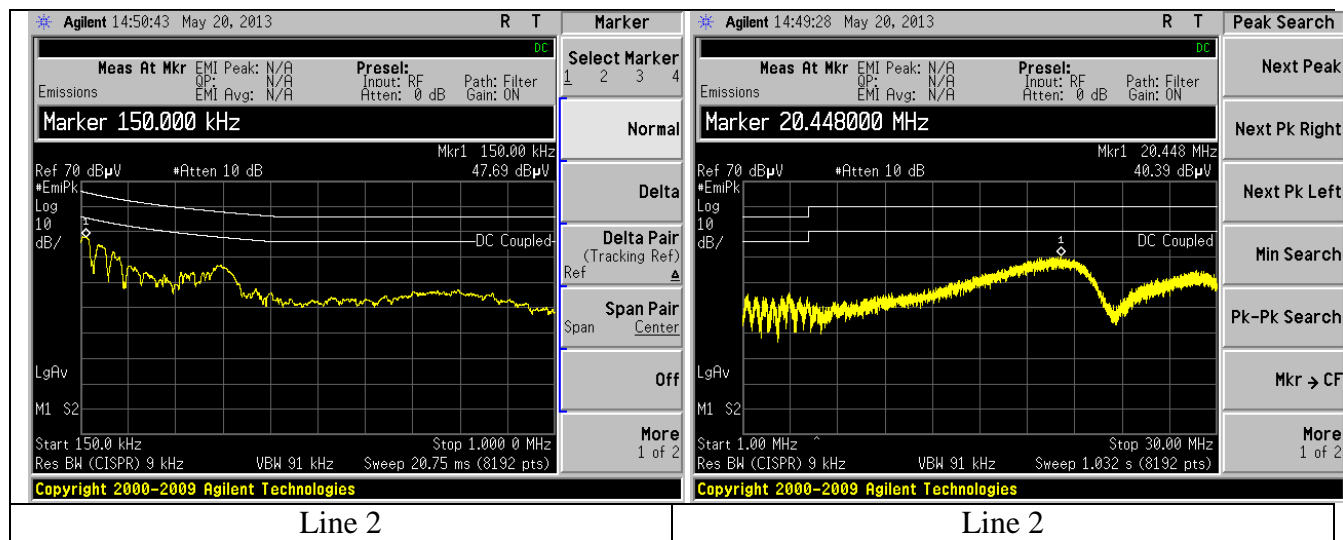 Agilent 14:50:43 May 20, 2013 R T
Marker
DC
Meas At Mkr EMI Peak: N/A
QP: N/A
EMI Avg: N/A
Presel:
Input: RF
Atten: 0 dB
Path: Filter
Gain: ON
Emissions
Marker 150.000 kHz
Mkr1 150.00 kHz
Ref 70 dBµV #Atten 10 dB 47.69 dBµV
#EmiPk
Log
10
dB/
1
DC Coupled
LgAv
M1 S2
Start 150.0 kHz Stop 1.000 0 MHz
Res BW (CISPR) 9 kHz VBW 91 kHz Sweep 20.75 ms (8192 pts)
Copyright 2000-2009 Agilent Technologies
Select Marker
1 2 3 4
Normal
Delta
Delta Pair
(Tracking Ref)
Ref Δ
Span Pair
Span Center
Off
More
1 of 2
Line 2
Agilent 14:49:28 May 20, 2013 R T
Peak Search
DC
Meas At Mkr EMI Peak: N/A
QP: N/A
EMI Avg: N/A
Presel:
Input: RF
Atten: 0 dB
Path: Filter
Gain: ON
Emissions
Marker 20.448000 MHz
Mkr1 20.448 MHz
Ref 70 dBµV #Atten 10 dB 40.39 dBµV
#EmiPk
Log
10
dB/
1
DC Coupled
LgAv
M1 S2
Start 1.00 MHz ^ Stop 30.00 MHz
Res BW (CISPR) 9 kHz VBW 91 kHz Sweep 1.032 s (8192 pts)
Copyright 2000-2009 Agilent Technologies
Next Peak
Next Pk Right
Next Pk Left
Min Search
Pk-Pk Search
Mkr → CF
More
1 of 2
Line 2